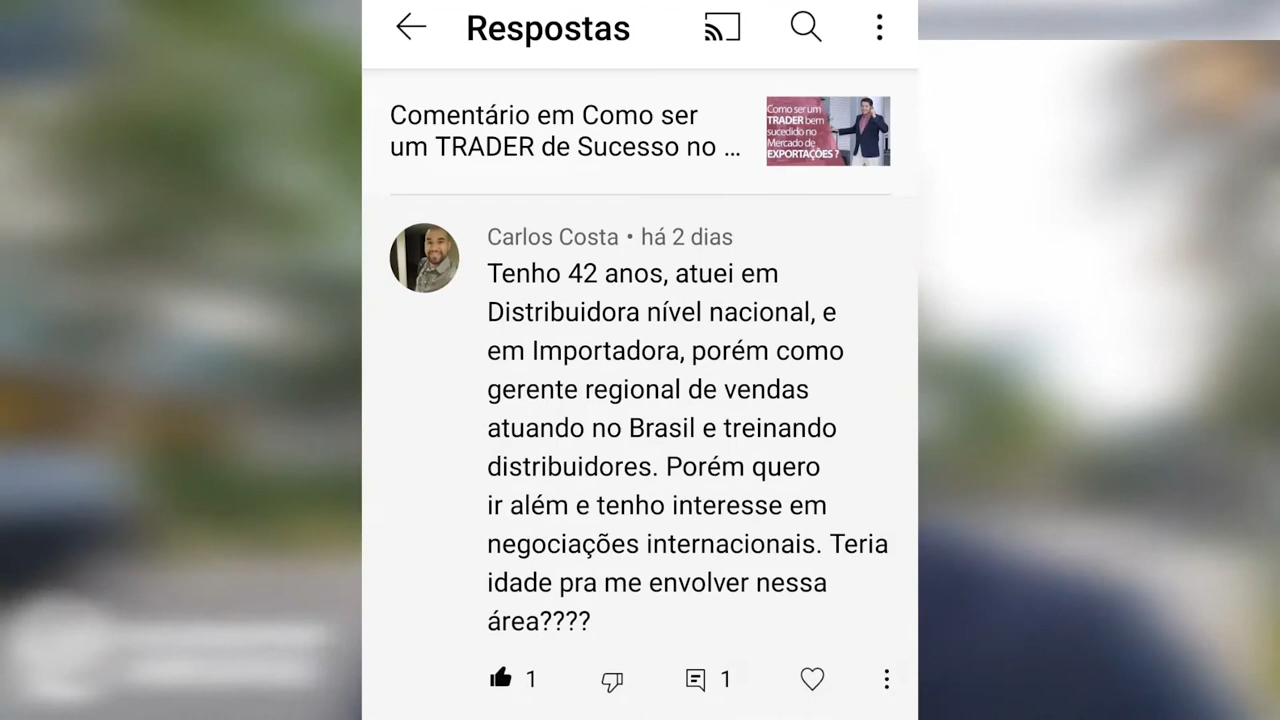 Respostas
Comentário em Como ser
um TRADER de Sucesso no ...
Como ser um
TRADER bem
sucedido no
Mercado de
EXPORTAÇÕES ?
Carlos Costa • há 2 dias
Tenho 42 anos, atuei em
Distribuidora nível nacional, e
em Importadora, porém como
gerente regional de vendas
atuando no Brasil e treinando
distribuidores. Porém quero
ir além e tenho interesse em
negociações internacionais. Teria
idade pra me envolver nessa
área????
1
1